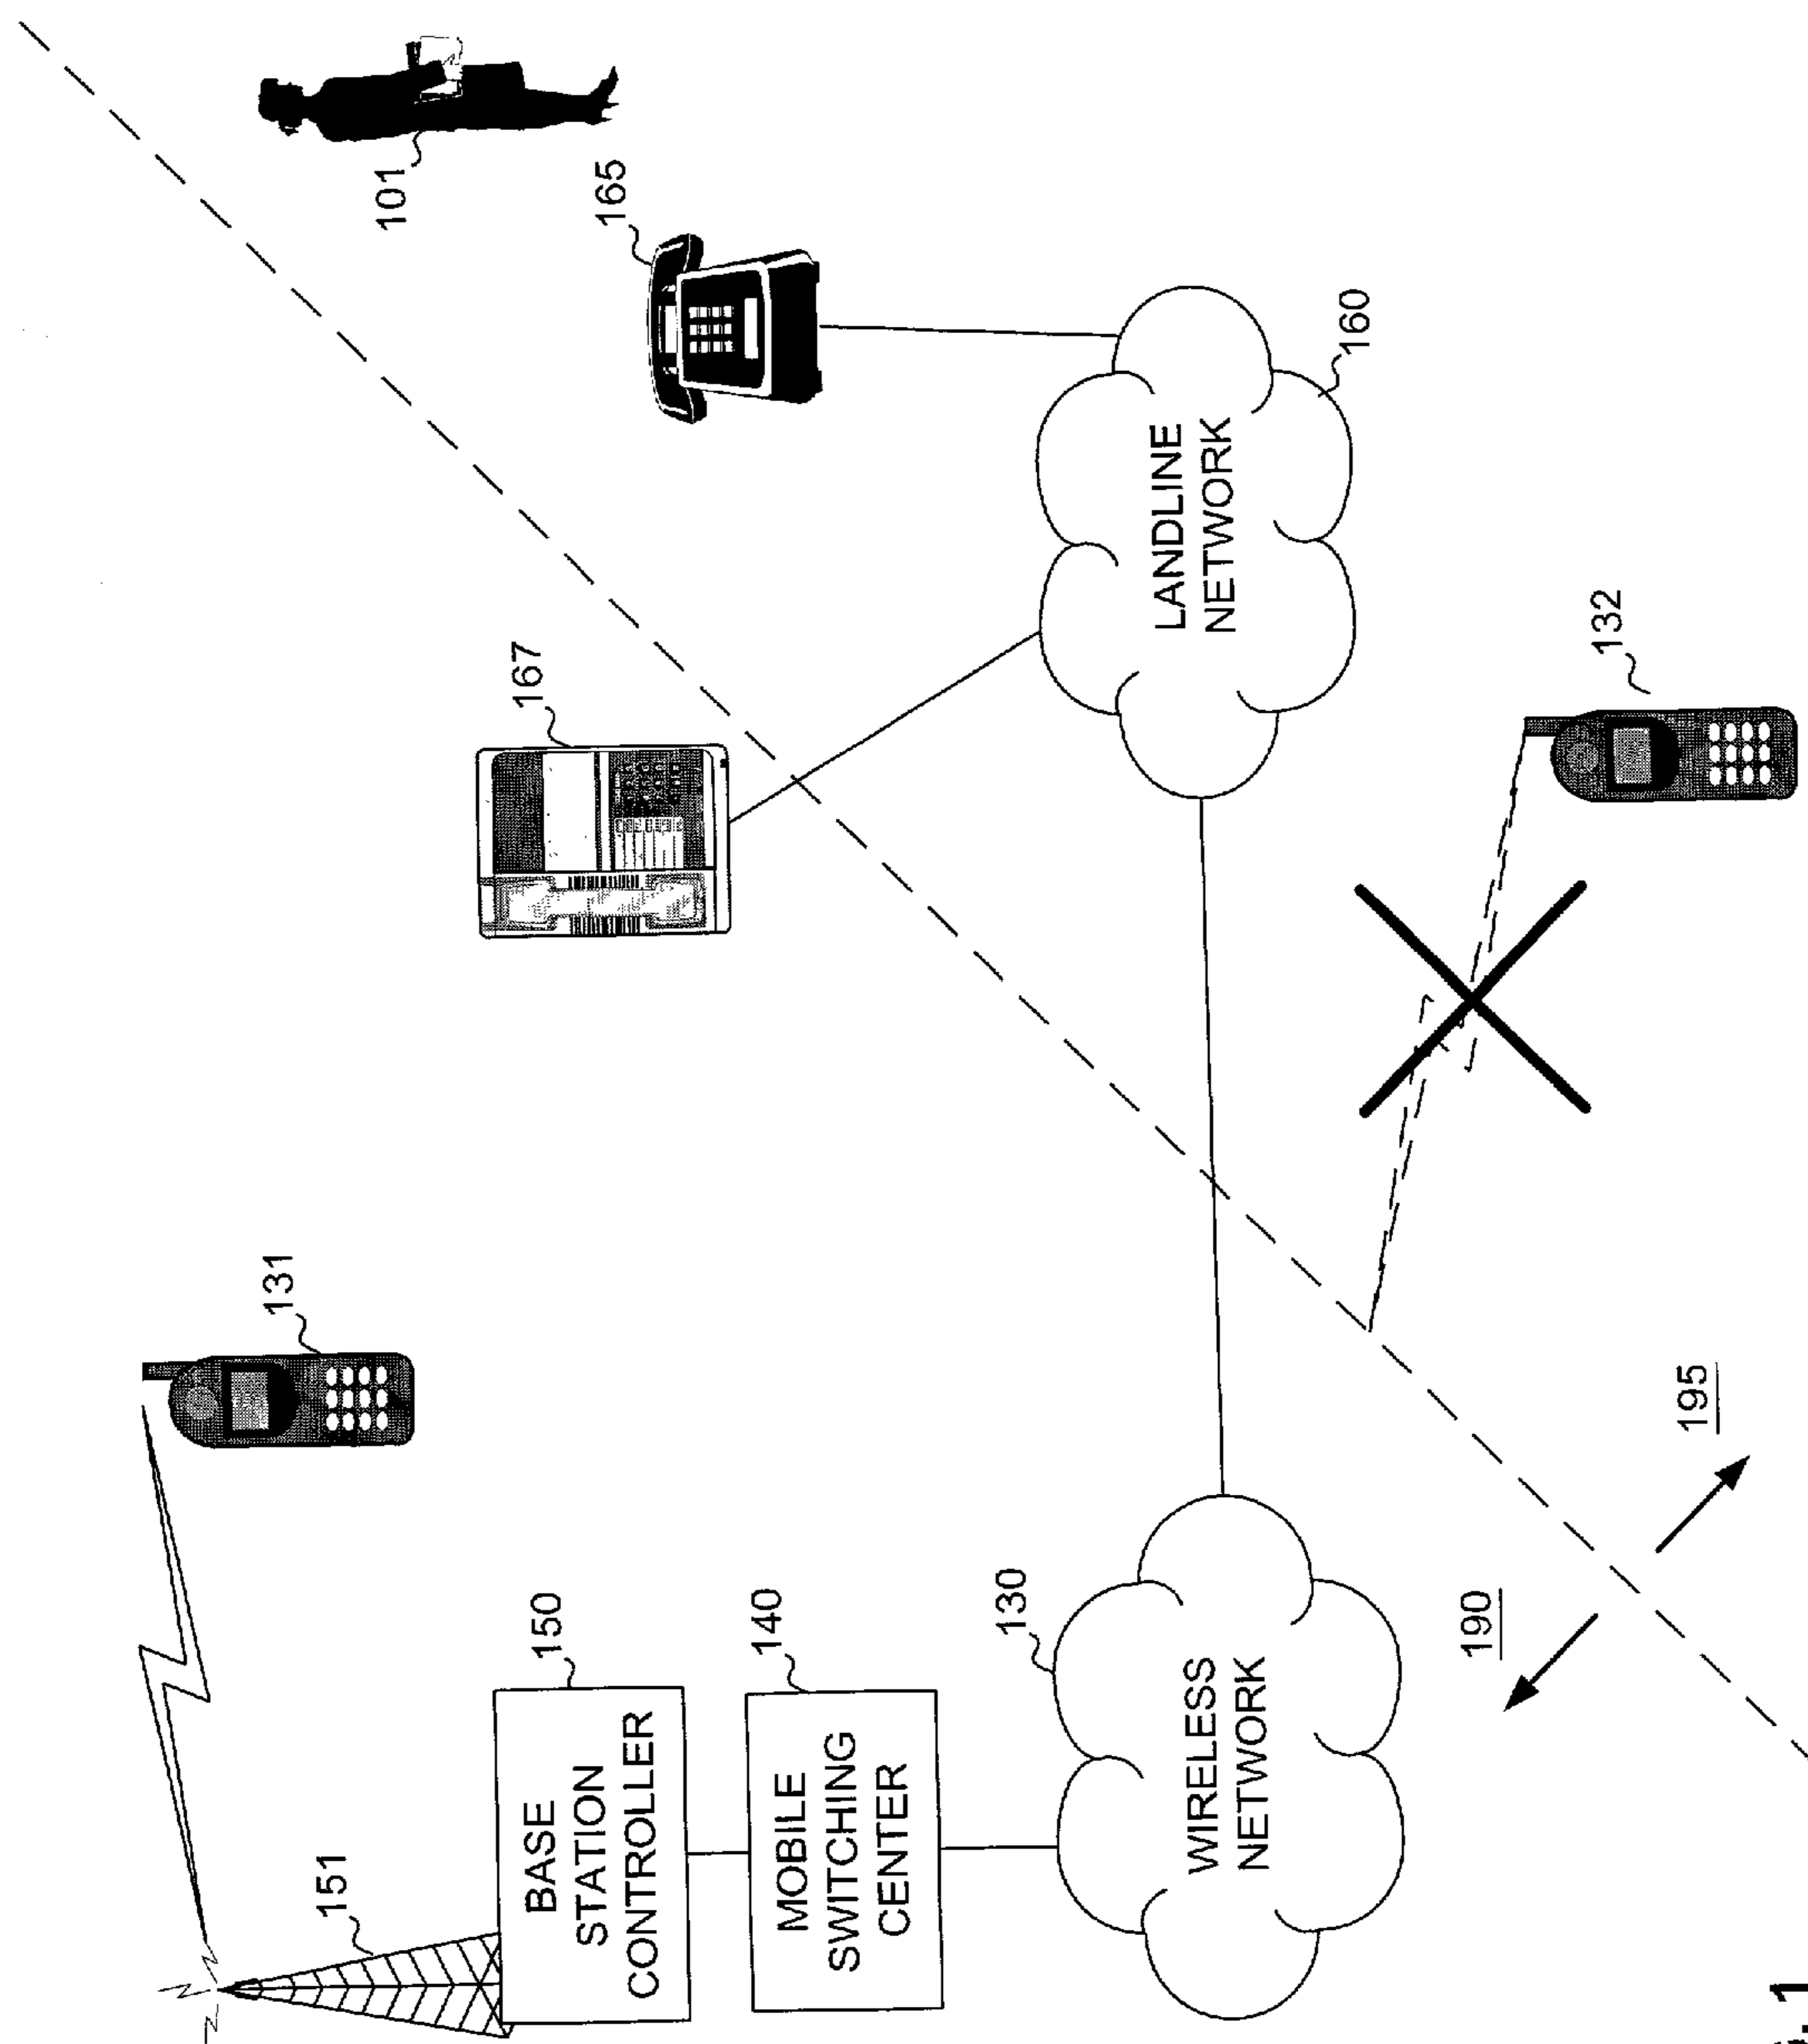 101
165
167
131
151
BASE
STATION
CONTROLLER
150
MOBILE
SWITCHING
CENTER
140
WIRELESS
NETWORK
130
LANDLINE
NETWORK
160
132
190
195
.1